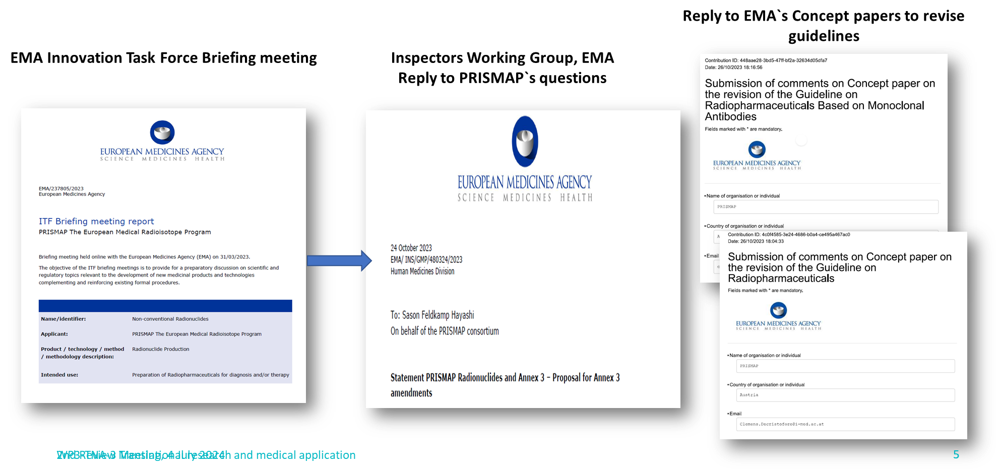 EMA Innovation Task Force Briefing meeting
EUROPEAN MEDICINES AGENCY
SCIENCE MEDICINES HEALTH
EMA/237805/2023
European Medicines Agency
ITF Briefing meeting report
PRISMAP The European Medical Radioisotope Program
Briefing meeting held online with the European Medicines Agency (EMA) on 31/03/2023.
The objective of the ITF briefing meetings is to provide for a preparatory discussion on scientific and
regulatory topics relevant to the development of new medicinal products and technologies
complementing and reinforcing existing formal procedures.
Name/identifier: Non-conventional Radionuclides
Applicant: PRISMAP The European Medical Radioisotope Program
Product / technology / method Radionuclide Production
/ methodology description:
Intended use: Preparation of Radiopharmaceuticals for diagnosis and/or therapy
Inspectors Working Group, EMA
Reply to PRISMAP`s questions
EUROPEAN MEDICINES AGENCY
SCIENCE MEDICINES HEALTH
24 October 2023
EMA/ INS/GMP/480324/2023
Human Medicines Division
To: Sason Feldkamp Hayashi
On behalf of the PRISMAP consortium
Statement PRISMAP Radionuclides and Annex 3 – Proposal for Annex 3
amendments
Reply to EMA`s Concept papers to revise
guidelines
Contribution ID: 448aae28-3bd5-47ff-bf2a-32634d05dfa7
Date: 26/10/2023 18:16:56
Submission of comments on Concept paper on
the revision of the Guideline on
Radiopharmaceuticals Based on Monoclonal
Antibodies
Fields marked with * are mandatory.
EUROPEAN MEDICINES AGENCY
SCIENCE MEDICINES HEALTH
*Name of organisation or individual
PRISMAP
*Country of organisation or individual
A
*Email
Contribution ID: 4c0f4585-3e24-4686-b0a4-ce495a467ac0
Date: 26/10/2023 18:04:33
Submission of comments on Concept paper on
the revision of the Guideline on
Radiopharmaceuticals
Fields marked with * are mandatory.
EUROPEAN MEDICINES AGENCY
SCIENCE MEDICINES HEALTH
*Name of organisation or individual
PRISMAP
*Country of organisation or individual
Austria
*Email
Clemens.Decristoforo@i-med.ac.at
2nd Review Meeting, 4 July 2024
and medical application
5